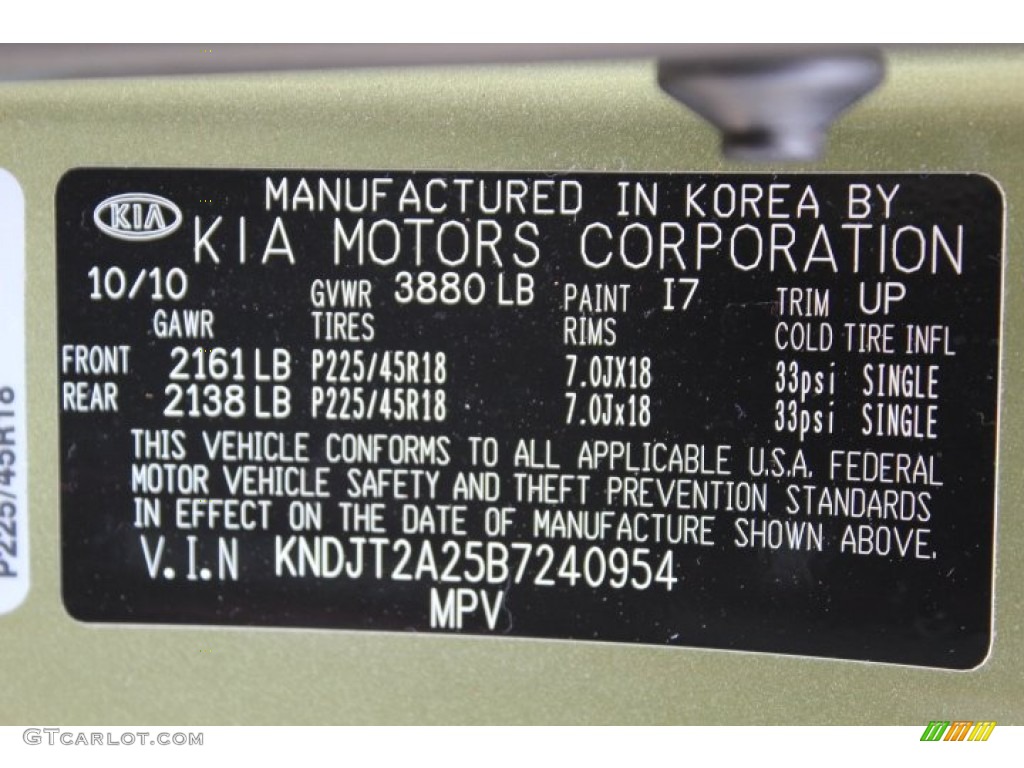 MANUFACTURED IN KOREA BY
KIA KIA MOTORS CORPORATION
10/10 GVWR 3880 LB PAINT I7 TRIM UP
GAWR TIRES RIMS COLD TIRE INFL
FRONT 2161 LB P225/45R18 7.0JX18 33psi SINGLE
REAR 2138 LB P225/45R18 7.0Jx18 33psi SINGLE
THIS VEHICLE CONFORMS TO ALL APPLICABLE U.S.A. FEDERAL
MOTOR VEHICLE SAFETY AND THEFT PREVENTION STANDARDS
IN EFFECT ON THE DATE OF MANUFACTURE SHOWN ABOVE.
V.I.N KNDJT2A25B7240954
MPV
P225/45R18
GTCARLOT.COM